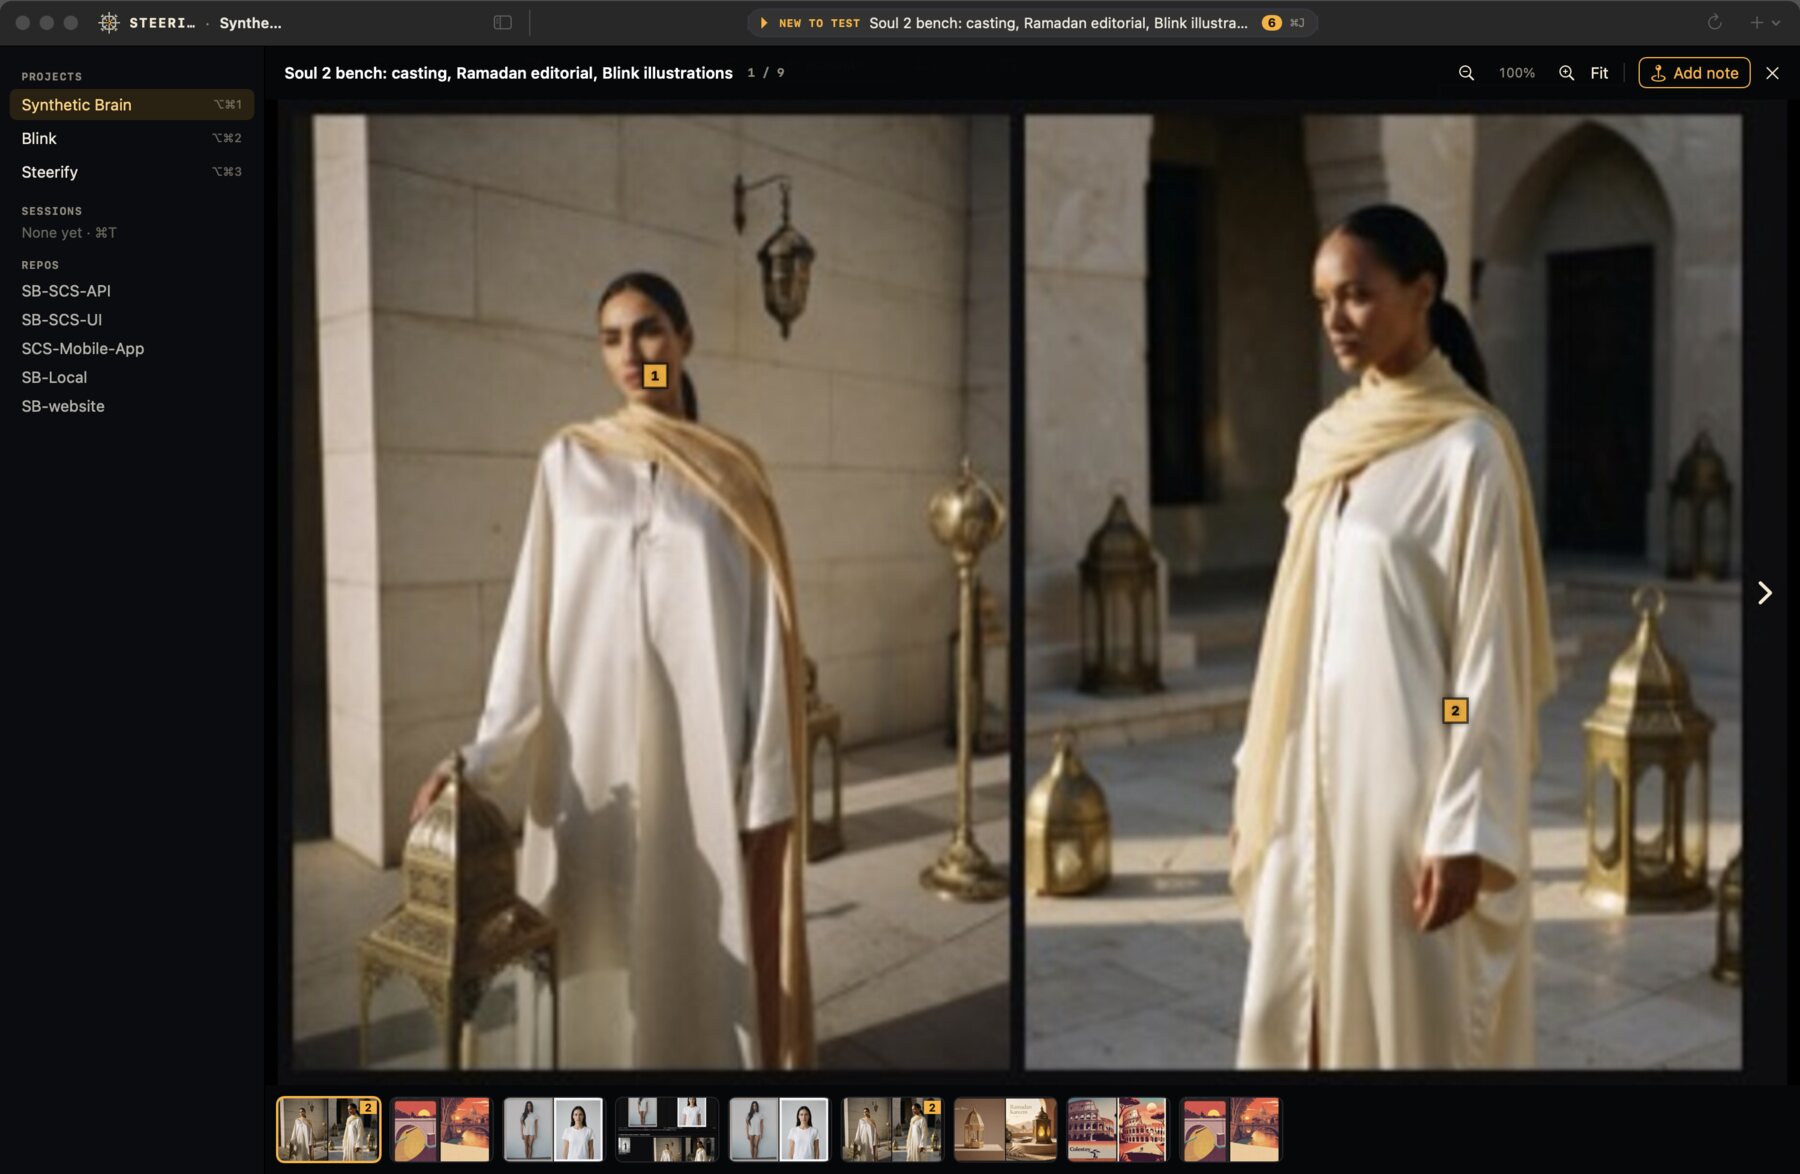 STEERI… · Synthe...
NEW TO TEST Soul 2 bench: casting, Ramadan editorial, Blink illustra... 6 ⌘J
PROJECTS
Synthetic Brain ⌥⌘1
Blink ⌥⌘2
Steerify ⌥⌘3
SESSIONS
None yet · ⌘T
REPOS
SB-SCS-API
SB-SCS-UI
SCS-Mobile-App
SB-Local
SB-website
Soul 2 bench: casting, Ramadan editorial, Blink illustrations 1 / 9
100% Fit Add note
1
2
2
2
Ramadan
Kareem